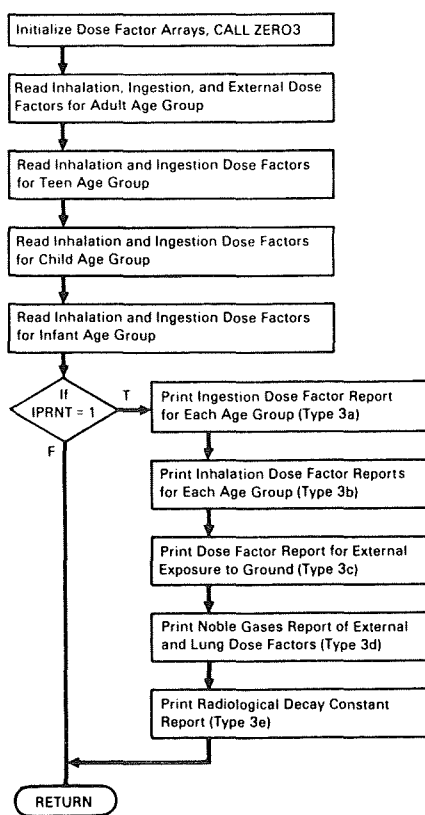 Initialize Dose Factor Arrays, CALL ZERO3
Read Inhalation, Ingestion, and External Dose
Factors for Adult Age Group
Read Inhalation and Ingestion Dose Factors
for Teen Age Group
Read Inhalation and Ingestion Dose Factors
for Child Age Group
Read Inhalation and Ingestion Dose Factors
for Infant Age Group
If
IPRNT = 1
T
F
Print Ingestion Dose Factor Report
for Each Age Group (Type 3a)
Print Inhalation Dose Factor Reports
for Each Age Group (Type 3b)
Print Dose Factor Report for External
Exposure to Ground (Type 3c)
Print Noble Gases Report of External
and Lung Dose Factors (Type 3d)
Print Radiological Decay Constant
Report (Type 3e)
RETURN